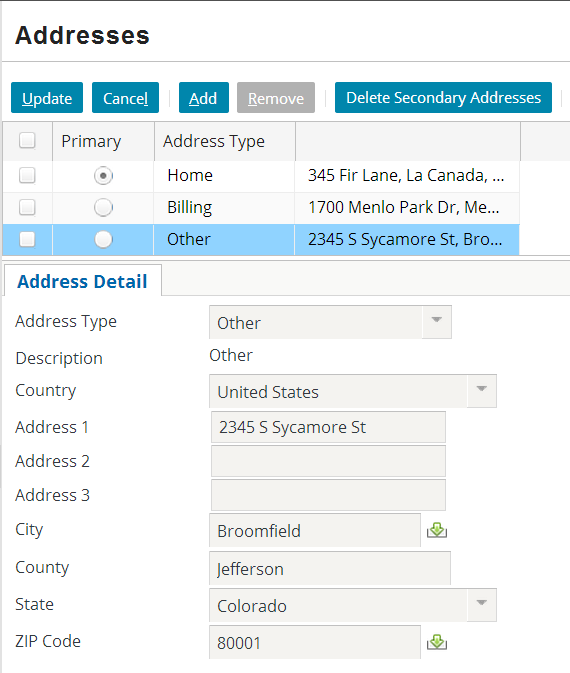 Addresses
Update Cancel Add Remove Delete Secondary Addresses
Primary Address Type
Home 345 Fir Lane, La Canada, ...
Billing 1700 Menlo Park Dr, Me...
Other 2345 S Sycamore St, Bro...
Address Detail
Address Type Other
Description Other
Country United States
Address 1 2345 S Sycamore St
Address 2
Address 3
City Broomfield
County Jefferson
State Colorado
ZIP Code 80001